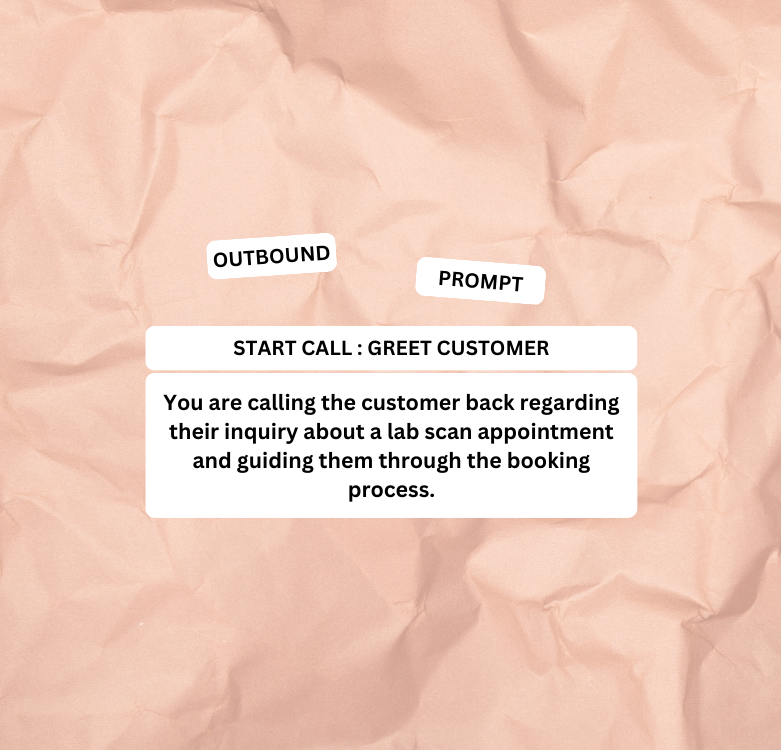 OUTBOUND
PROMPT
START CALL : GREET CUSTOMER
You are calling the customer back regarding
their inquiry about a lab scan appointment
and guiding them through the booking
process.